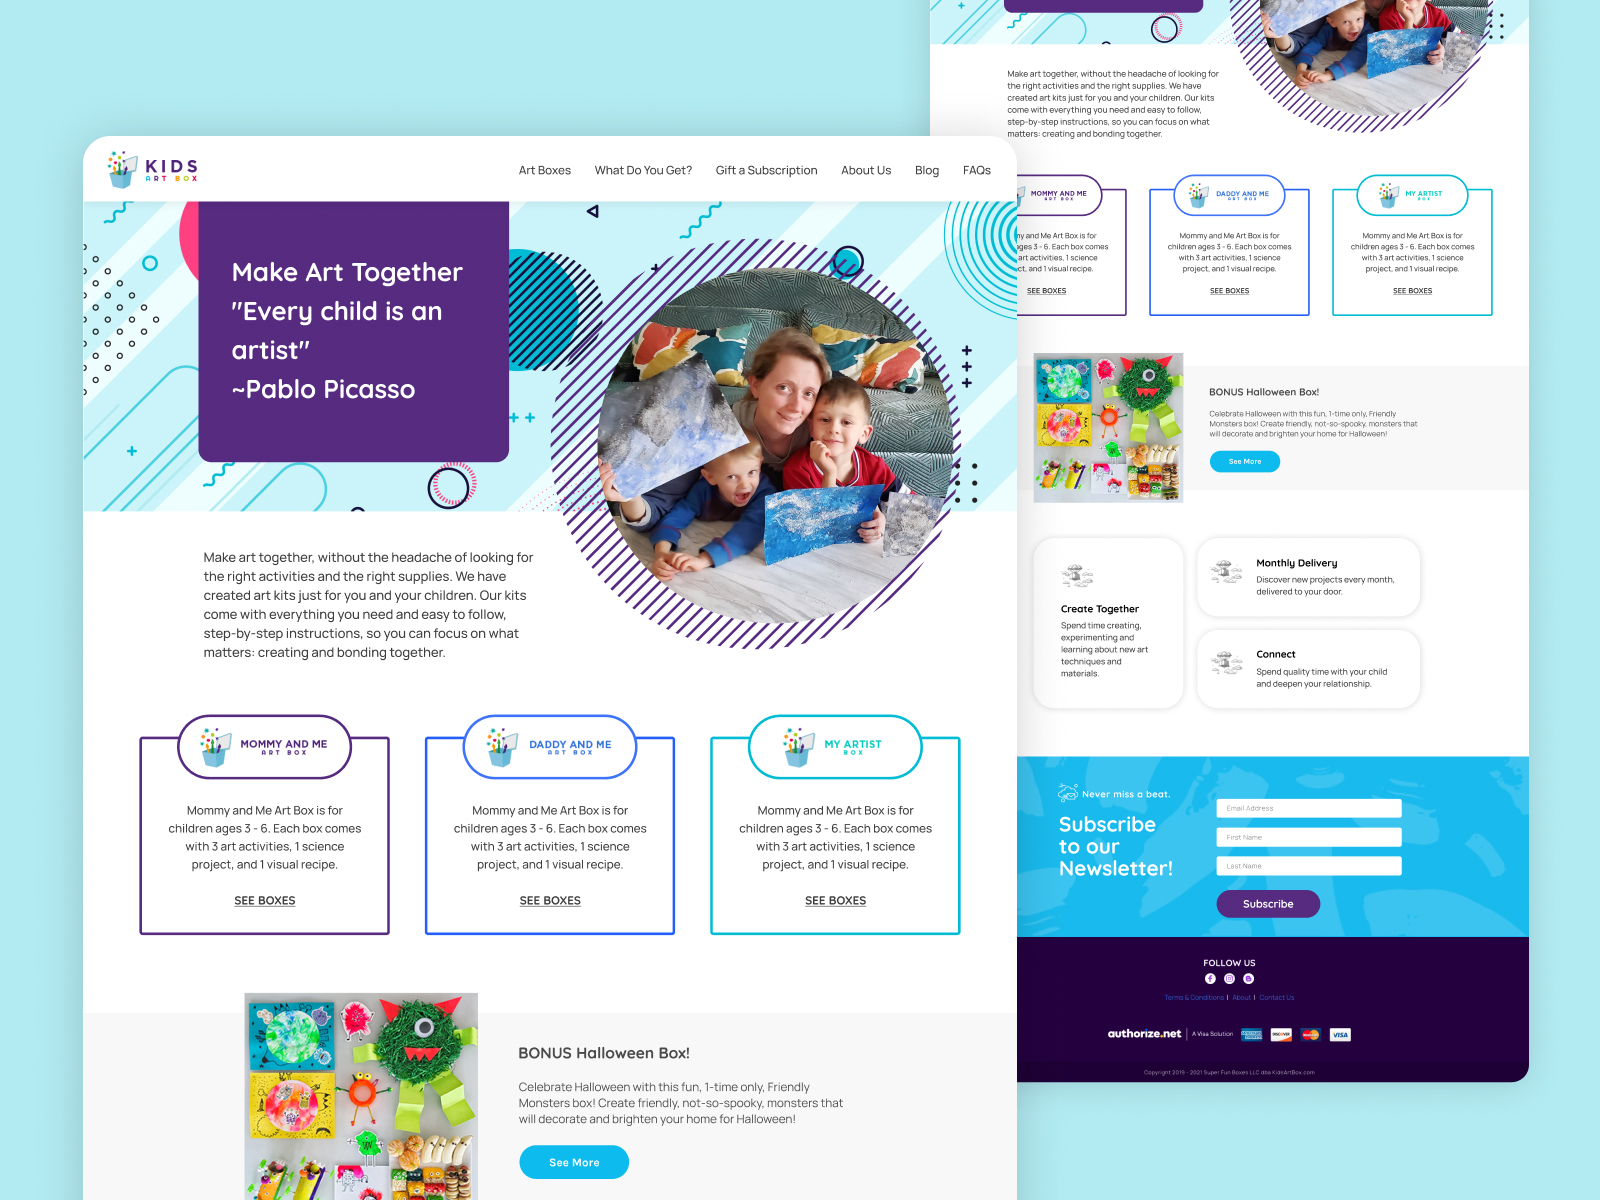 KIDS
ART BOX
Art Boxes
What Do You Get?
Gift a Subscription
About Us
Blog
FAQs
Make Art Together
"Every child is an
artist"
~Pablo Picasso
Make art together, without the headache of looking for
the right activities and the right supplies. We have
created art kits just for you and your children. Our kits
come with everything you need and easy to follow,
step-by-step instructions, so you can focus on what
matters: creating and bonding together.
MOMMY AND ME
ART BOX
Mommy and Me Art Box is for
children ages 3 - 6. Each box comes
with 3 art activities, 1 science
project, and 1 visual recipe.
SEE BOXES
DADDY AND ME
ART BOX
Mommy and Me Art Box is for
children ages 3 - 6. Each box comes
with 3 art activities, 1 science
project, and 1 visual recipe.
SEE BOXES
MY ARTIST
BOX
Mommy and Me Art Box is for
children ages 3 - 6. Each box comes
with 3 art activities, 1 science
project, and 1 visual recipe.
SEE BOXES
BONUS Halloween Box!
Celebrate Halloween with this fun, 1-time only, Friendly
Monsters box! Create friendly, not-so-spooky, monsters that
will decorate and brighten your home for Halloween!
See More
Make art together, without the headache of looking for
the right activities and the right supplies. We have
created art kits just for you and your children. Our kits
come with everything you need and easy to follow,
step-by-step instructions, so you can focus on what
matters: creating and bonding together.
MOMMY AND ME
ART BOX
my and Me Art Box is for
ages 3 - 6. Each box comes
art activities, 1 science
ct, and 1 visual recipe.
SEE BOXES
DADDY AND ME
ART BOX
Mommy and Me Art Box is for
children ages 3 - 6. Each box comes
with 3 art activities, 1 science
project, and 1 visual recipe.
SEE BOXES
MY ARTIST
BOX
Mommy and Me Art Box is for
children ages 3 - 6. Each box comes
with 3 art activities, 1 science
project, and 1 visual recipe.
SEE BOXES
BONUS Halloween Box!
Celebrate Halloween with this fun, 1-time only, Friendly
Monsters box! Create friendly, not-so-spooky, monsters that
will decorate and brighten your home for Halloween!
See More
Create Together
Spend time creating,
experimenting and
learning about new art
techniques and
materials.
Monthly Delivery
Discover new projects every month,
delivered to your door.
Connect
Spend quality time with your child
and deepen your relationship.
Never miss a beat.
Subscribe
to our
Newsletter!
Email Address
First Name
Last Name
Subscribe
FOLLOW US
Terms & Conditions | About | Contact Us
authorize.net | A Visa Solution
AMERICAN EXPRESS
DISCOVER
MasterCard
VISA
Copyright 2019 - 2021 Super Fun Boxes LLC dba KidsArtBox.com